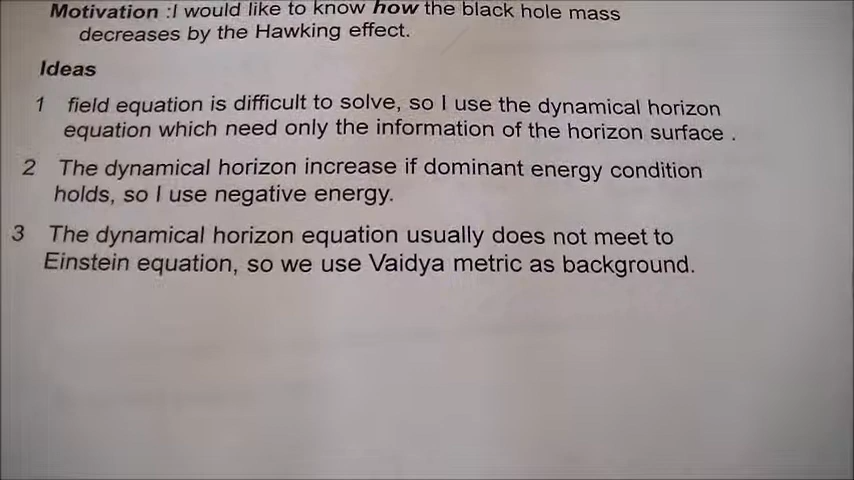 Motivation :I would like to know how the black hole mass
decreases by the Hawking effect.
Ideas
1 field equation is difficult to solve, so I use the dynamical horizon
equation which need only the information of the horizon surface .
2 The dynamical horizon increase if dominant energy condition
holds, so I use negative energy.
3 The dynamical horizon equation usually does not meet to
Einstein equation, so we use Vaidya metric as background.